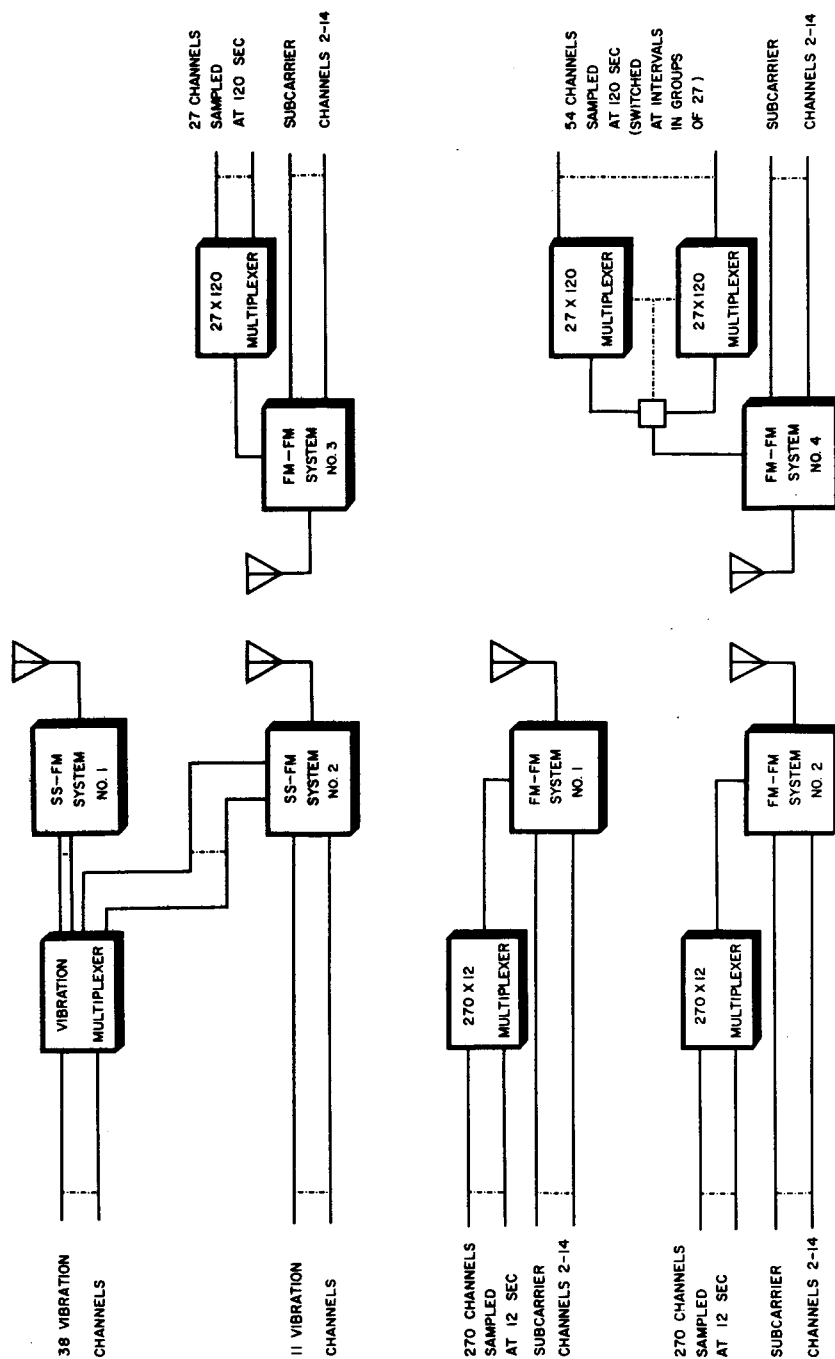 38 VIBRATION
CHANNELS
VIBRATION
MULTIPLEXER
SS-FM
SYSTEM
NO. 1
11 VIBRATION
CHANNELS
SS-FM
SYSTEM
NO. 2
27 X 120
MULTIPLEXER
27 CHANNELS
SAMPLED
AT 120 SEC
FM-FM
SYSTEM
NO. 3
SUBCARRIER
CHANNELS 2-14
270 CHANNELS
SAMPLED
AT 12 SEC
SUBCARRIER
CHANNELS 2-14
270 X 12
MULTIPLEXER
FM-FM
SYSTEM
NO. 1
27 X 120
MULTIPLEXER
27X120
MULTIPLEXER
54 CHANNELS
SAMPLED
AT 120 SEC
(SWITCHED
AT INTERVALS
IN GROUPS
OF 27 )
270 CHANNELS
SAMPLED
AT 12 SEC
SUBCARRIER
CHANNELS 2-14
270 X 12
MULTIPLEXER
FM-FM
SYSTEM
NO. 2
FM-FM
SYSTEM
NO. 4
SUBCARRIER
CHANNELS 2-14